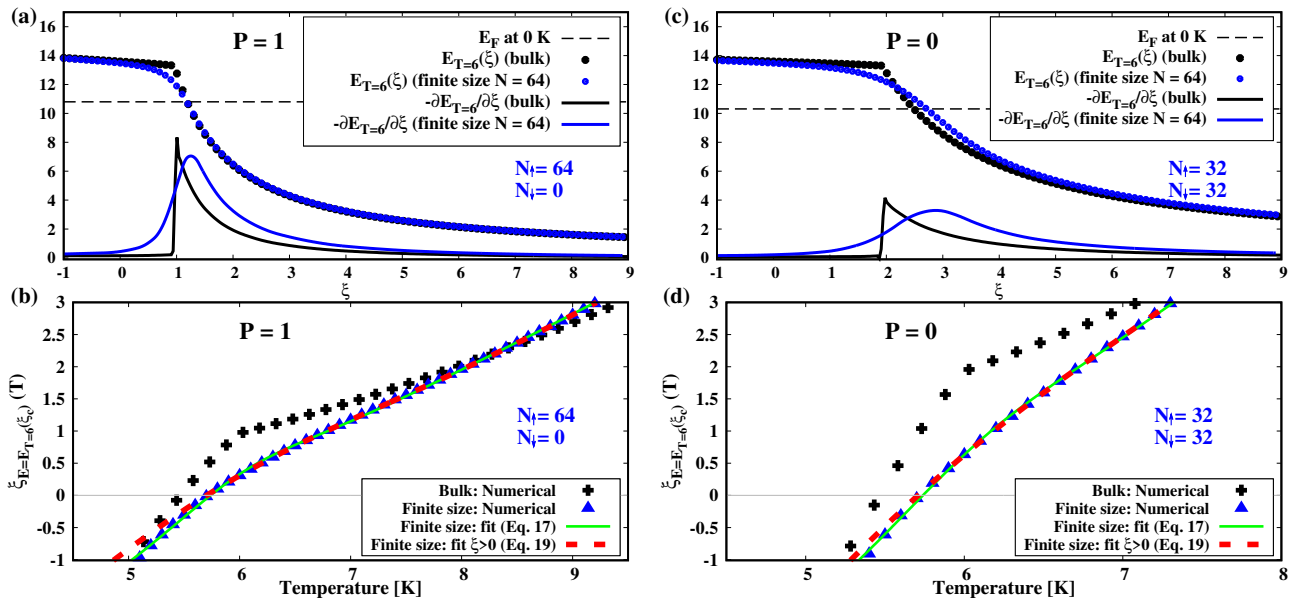 (a)
P = 1
E_F at 0 K
E_{T=6}(ξ) (bulk)
E_{T=6}(ξ) (finite size N = 64)
-∂E_{T=6}/∂ξ (bulk)
-∂E_{T=6}/∂ξ (finite size N = 64)
N↑= 64
N↓= 0
16
14
12
10
8
6
4
2
0
-1 0 1 2 3 4 5 6 7 8 9
ξ
(c)
P = 0
E_F at 0 K
E_{T=6}(ξ) (bulk)
E_{T=6}(ξ) (finite size N = 64)
-∂E_{T=6}/∂ξ (bulk)
-∂E_{T=6}/∂ξ (finite size N = 64)
N↑= 32
N↓= 32
16
14
12
10
8
6
4
2
0
-1 0 1 2 3 4 5 6 7 8 9
ξ
(b)
P = 1
ξ_{E=E_{T=6}(ξ_c)} (T)
3
2.5
2
1.5
1
0.5
0
-0.5
-1
N↑= 64
N↓= 0
Bulk: Numerical
Finite size: Numerical
Finite size: fit (Eq. 17)
Finite size: fit ξ>0 (Eq. 19)
5 6 7 8 9
Temperature [K]
(d)
P = 0
ξ_{E=E_{T=6}(ξ_c)} (T)
3
2.5
2
1.5
1
0.5
0
-0.5
-1
N↑= 32
N↓= 32
Bulk: Numerical
Finite size: Numerical
Finite size: fit (Eq. 17)
Finite size: fit ξ>0 (Eq. 19)
5 6 7 8
Temperature [K]